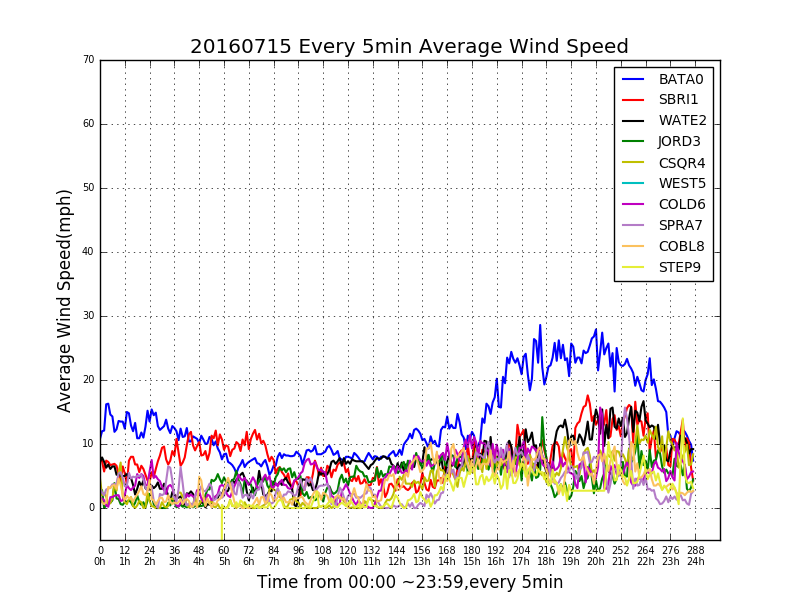 20160715 Every 5min Average Wind Speed
70
60
50
40
30
20
10
0
Average Wind Speed(mph)
BATA0
SBRI1
WATE2
JORD3
CSQR4
WEST5
COLD6
SPRA7
COBL8
STEP9
0 12 24 36 48 60 72 84 96 108 120 132 144 156 168 180 192 204 216 228 240 252 264 276 288
0h 1h 2h 3h 4h 5h 6h 7h 8h 9h 10h 11h 12h 13h 14h 15h 16h 17h 18h 19h 20h 21h 22h 23h 24h
Time from 00:00 ~23:59,every 5min